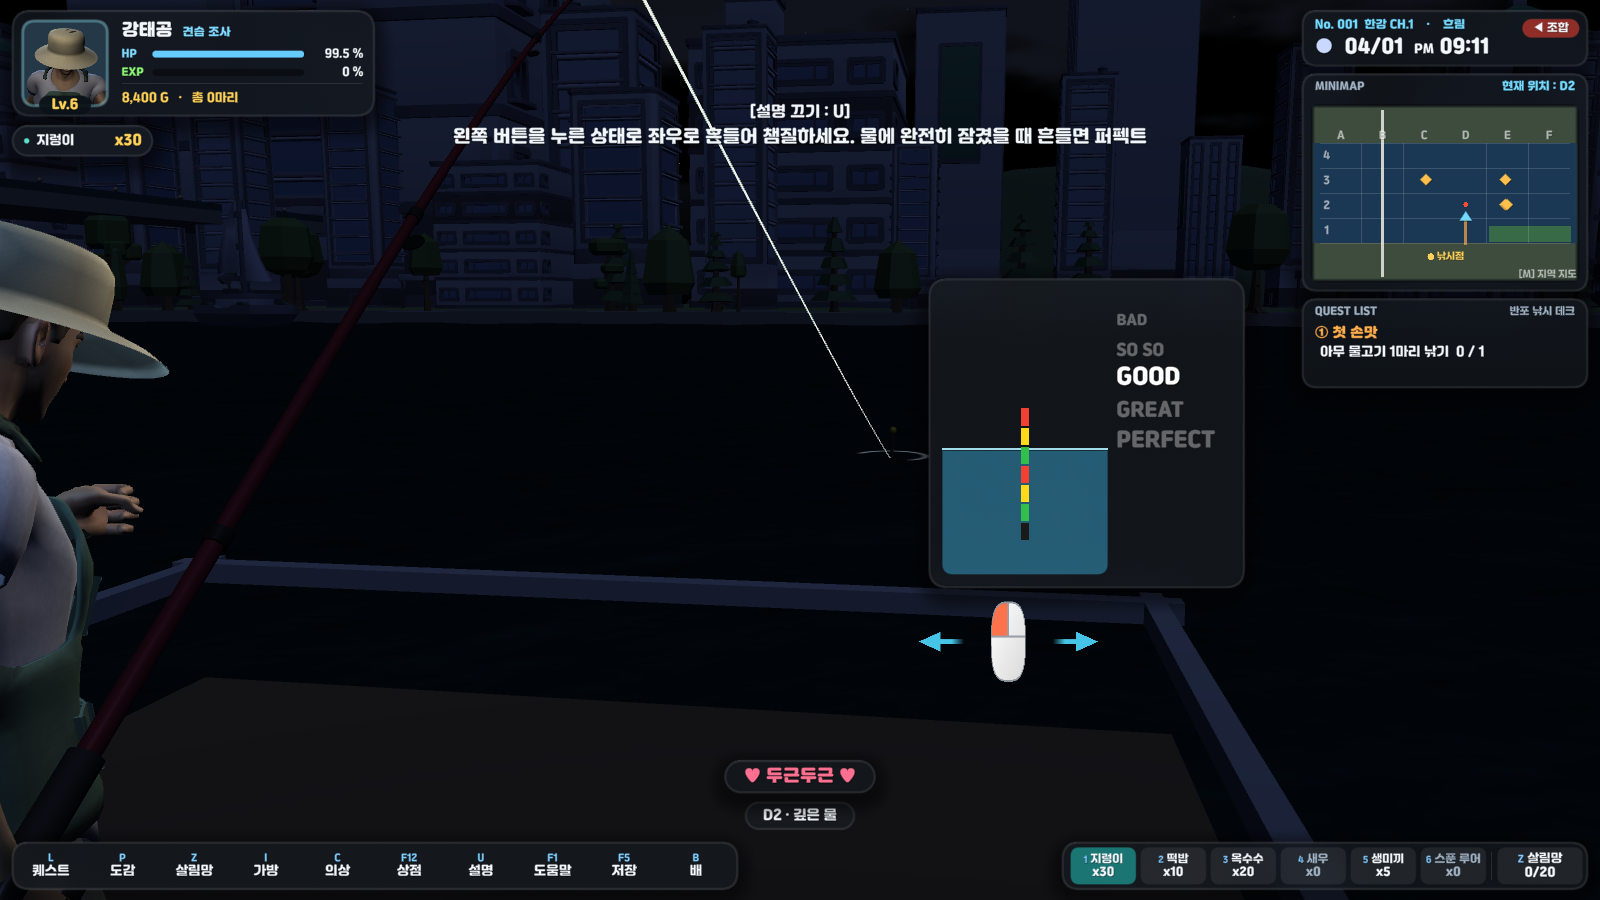 강태공 견습 조사
HP 99.5 %
EXP 0 %
Lv.6
8,400 G · 총 0마리
지렁이 x30
[설명 끄기 : U]
왼쪽 버튼을 누른 상태로 좌우로 흔들어 챔질하세요. 물에 완전히 잠겼을 때 흔들면 퍼펙트
No. 001 한강 CH.1 · 흐림
◀ 조합
04/01 PM 09:11
MINIMAP 현재 위치 : D2
A B C D E F
4
3
2
1
낚시점
[M] 지역 지도
QUEST LIST 반포 낚시 데크
① 첫 손맛
아무 물고기 1마리 낚기 0 / 1
BAD
SO SO
GOOD
GREAT
PERFECT
♥ 두근두근 ♥
D2 · 깊은 물
L 퀘스트
P 도감
Z 살림망
I 가방
C 의상
F12 상점
U 설명
F1 도움말
F5 저장
B 배
1 지렁이 x30
2 떡밥 x10
3 옥수수 x20
4 새우 x0
5 생미끼 x5
6 스푼 루어 x0
Z 살림망 0/20